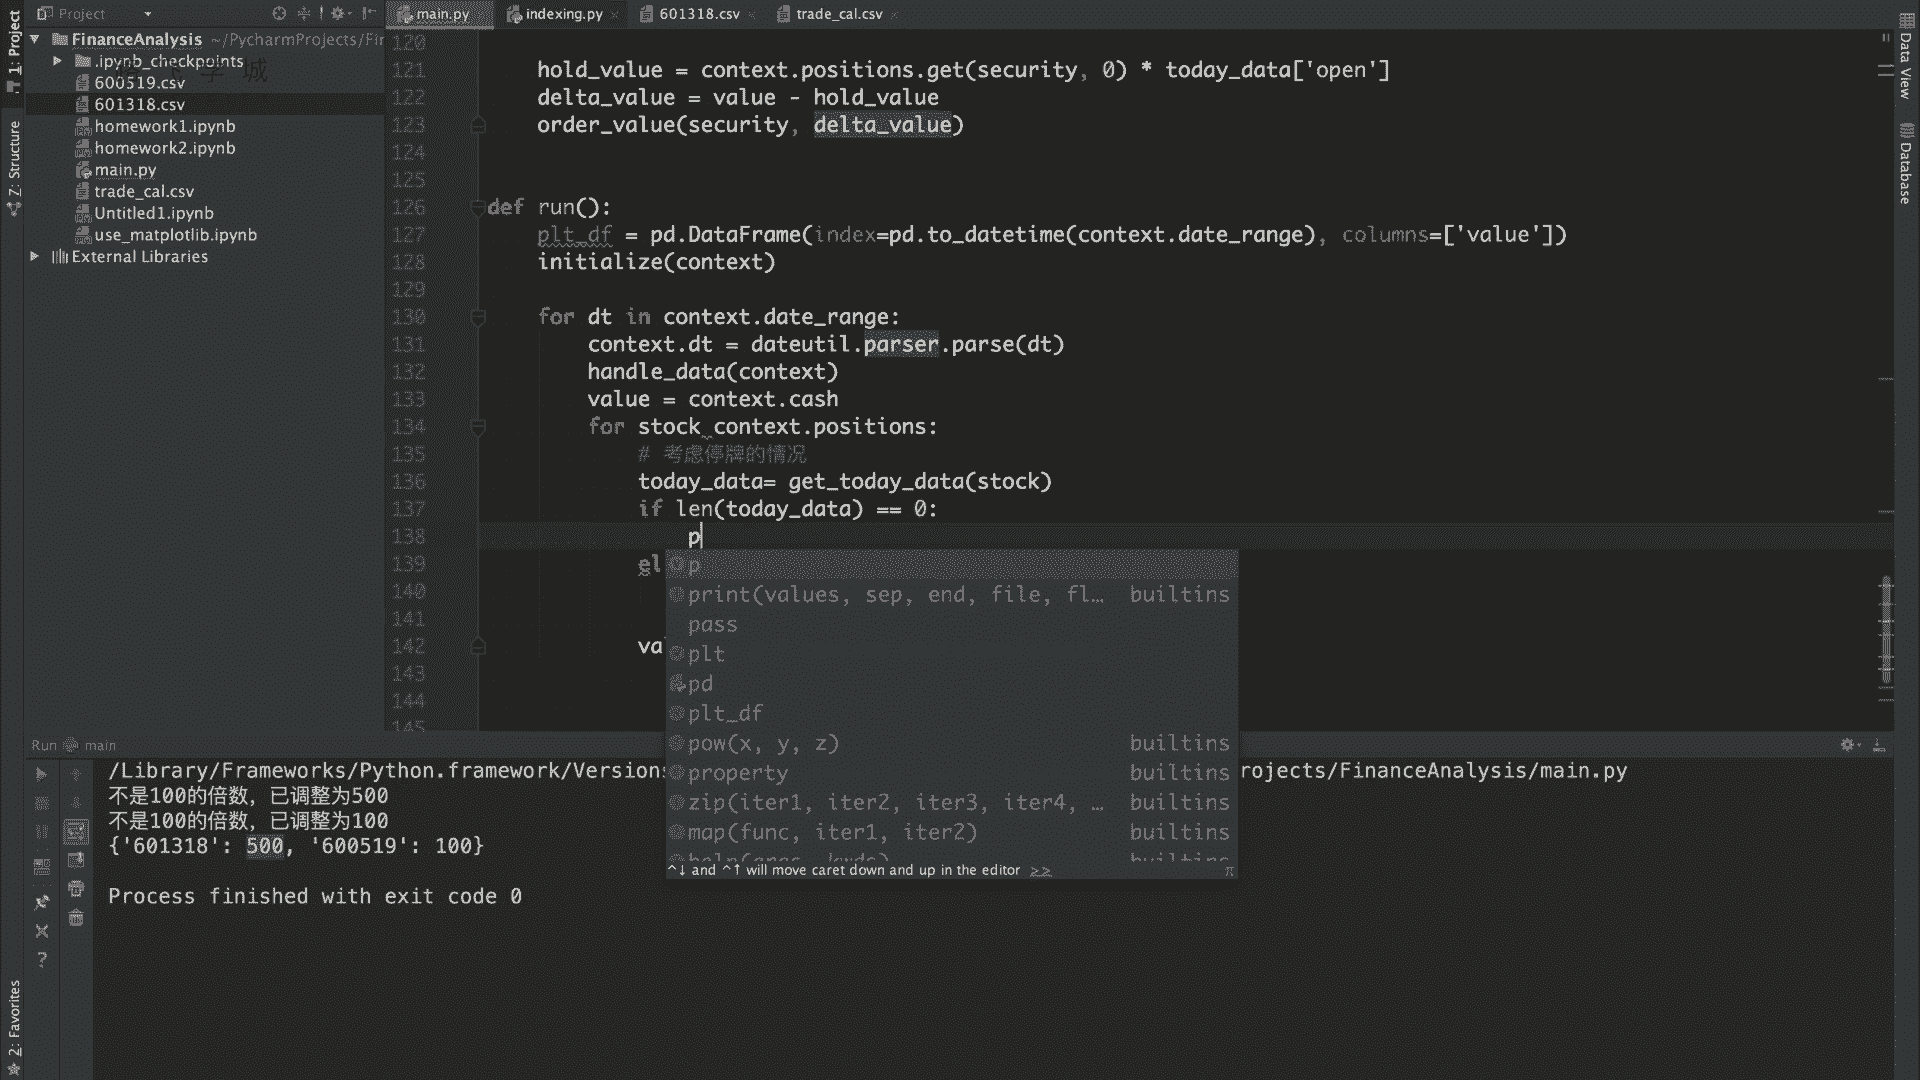 Project
main.py
indexing.py
601318.csv
trade_cal.csv
1: Project
Z: Structure
2: Favorites
Data View
Database
FinanceAnalysis ~/PycharmProjects/Fir
.ipynb_checkpoints
600519.csv
601318.csv
homework1.ipynb
homework2.ipynb
main.py
trade_cal.csv
Untitled1.ipynb
use_matplotlib.ipynb
External Libraries
120
121 hold_value = context.positions.get(security, 0) * today_data['open']
122 delta_value = value - hold_value
123 order_value(security, delta_value)
124
125
126 def run():
127 plt_df = pd.DataFrame(index=pd.to_datetime(context.date_range), columns=['value'])
128 initialize(context)
129
130 for dt in context.date_range:
131 context.dt = dateutil.parser.parse(dt)
132 handle_data(context)
133 value = context.cash
134 for stock context.positions:
135 # 考虑停牌的情况
136 today_data= get_today_data(stock)
137 if len(today_data) == 0:
138 p
139 el
140
141
142 va
143
144
145
p
print(values, sep, end, file, fl… builtins
pass
plt
pd
plt_df
pow(x, y, z) builtins
property builtins
zip(iter1, iter2, iter3, iter4, … builtins
map(func, iter1, iter2) builtins
^↓ and ^↑ will move caret down and up in the editor >> π
Run main
/Library/Frameworks/Python.framework/Versions rojects/FinanceAnalysis/main.py
不是100的倍数，已调整为500
不是100的倍数，已调整为100
{'601318': 500, '600519': 100}
Process finished with exit code 0